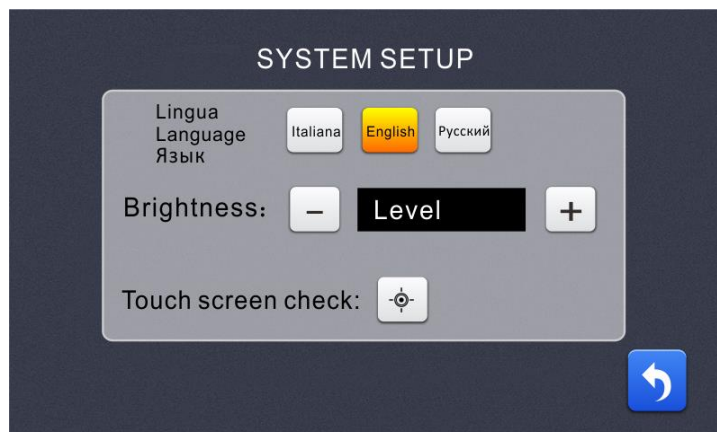 SYSTEM SETUP
Lingua
Language
Язык
Italiana English Русский
Brightness: - Level +
Touch screen check: